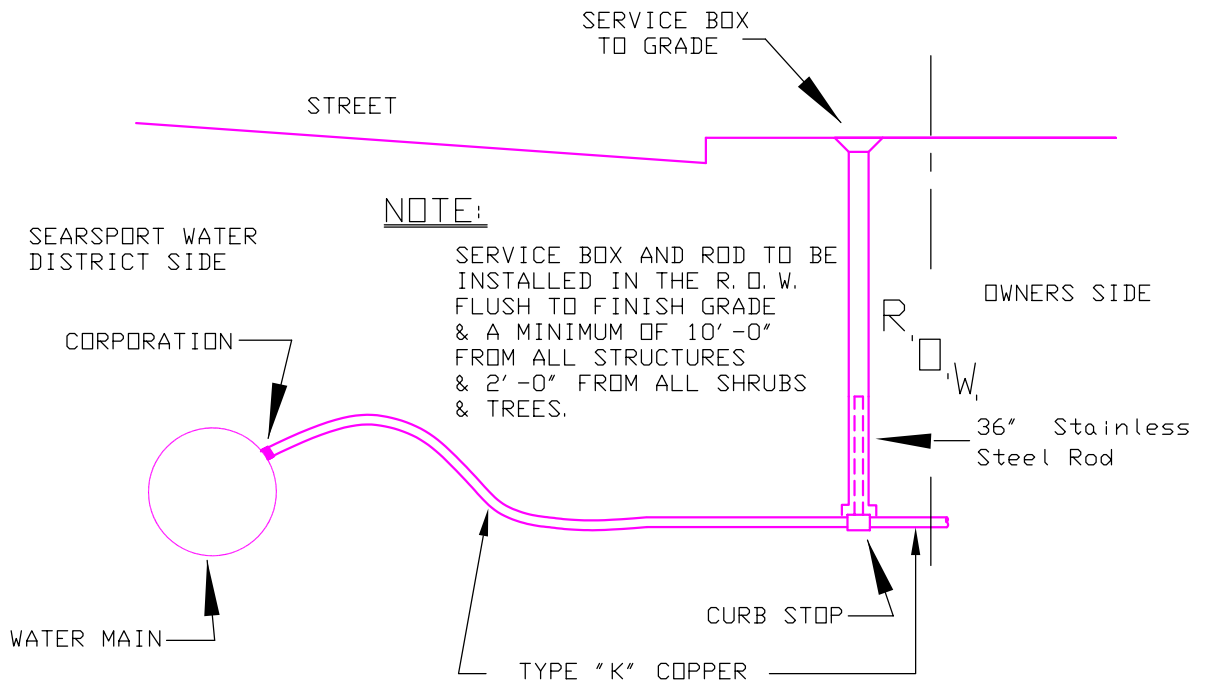 SERVICE BOX
TO GRADE
STREET
NOTE:
SEARSPORT WATER
DISTRICT SIDE
SERVICE BOX AND ROD TO BE
INSTALLED IN THE R.O.W.
FLUSH TO FINISH GRADE
& A MINIMUM OF 10'-0"
FROM ALL STRUCTURES
& 2'-0" FROM ALL SHRUBS
& TREES.
OWNERS SIDE
R.O.W.
CORPORATION
36" Stainless
Steel Rod
CURB STOP
WATER MAIN
TYPE "K" COPPER